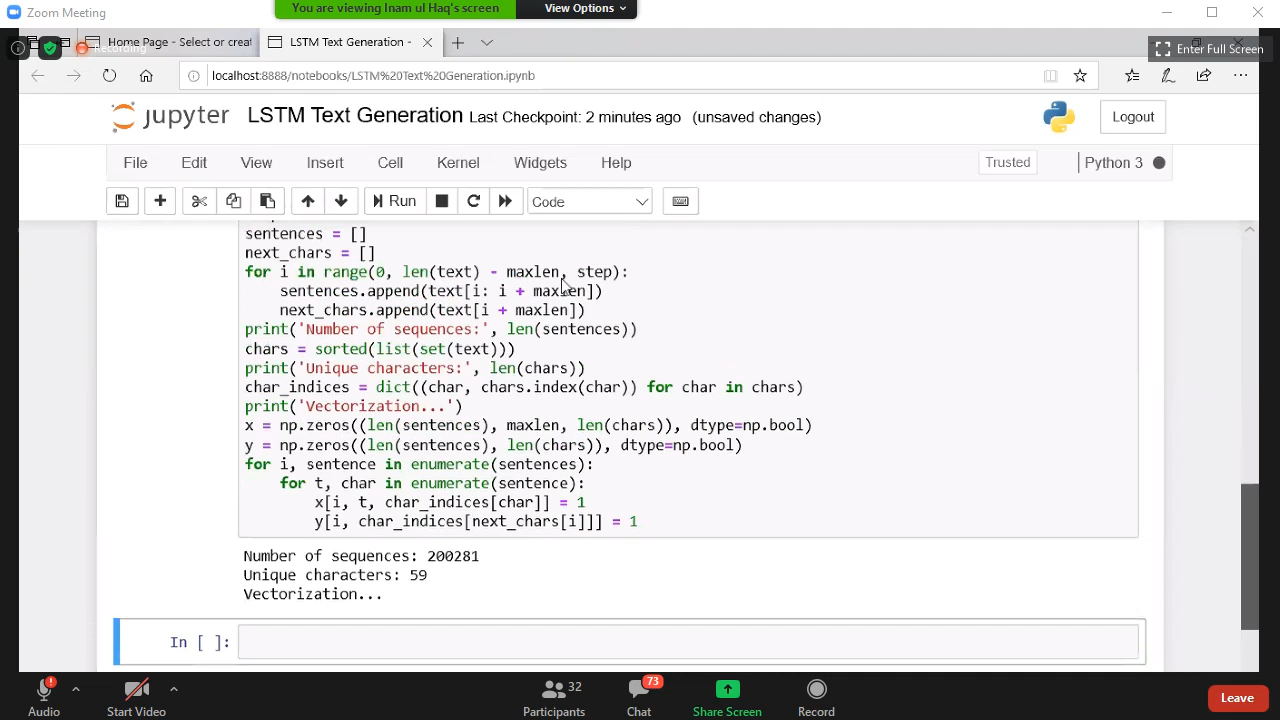 Zoom Meeting
You are viewing Inam ul Haq's screen
View Options
Recording
Home Page - Select or creat
LSTM Text Generation -
Enter Full Screen
localhost:8888/notebooks/LSTM%20Text%20Generation.ipynb
jupyter LSTM Text Generation Last Checkpoint: 2 minutes ago (unsaved changes)
Logout
File Edit View Insert Cell Kernel Widgets Help
Trusted
Python 3
Run
Code
sentences = []
next_chars = []
for i in range(0, len(text) - maxlen, step):
    sentences.append(text[i: i + maxlen])
    next_chars.append(text[i + maxlen])
print('Number of sequences:', len(sentences))
chars = sorted(list(set(text)))
print('Unique characters:', len(chars))
char_indices = dict((char, chars.index(char)) for char in chars)
print('Vectorization...')
x = np.zeros((len(sentences), maxlen, len(chars)), dtype=np.bool)
y = np.zeros((len(sentences), len(chars)), dtype=np.bool)
for i, sentence in enumerate(sentences):
    for t, char in enumerate(sentence):
        x[i, t, char_indices[char]] = 1
        y[i, char_indices[next_chars[i]]] = 1
Number of sequences: 200281
Unique characters: 59
Vectorization...
In [ ]:
32
73
Audio
Start Video
Participants
Chat
Share Screen
Record
Leave